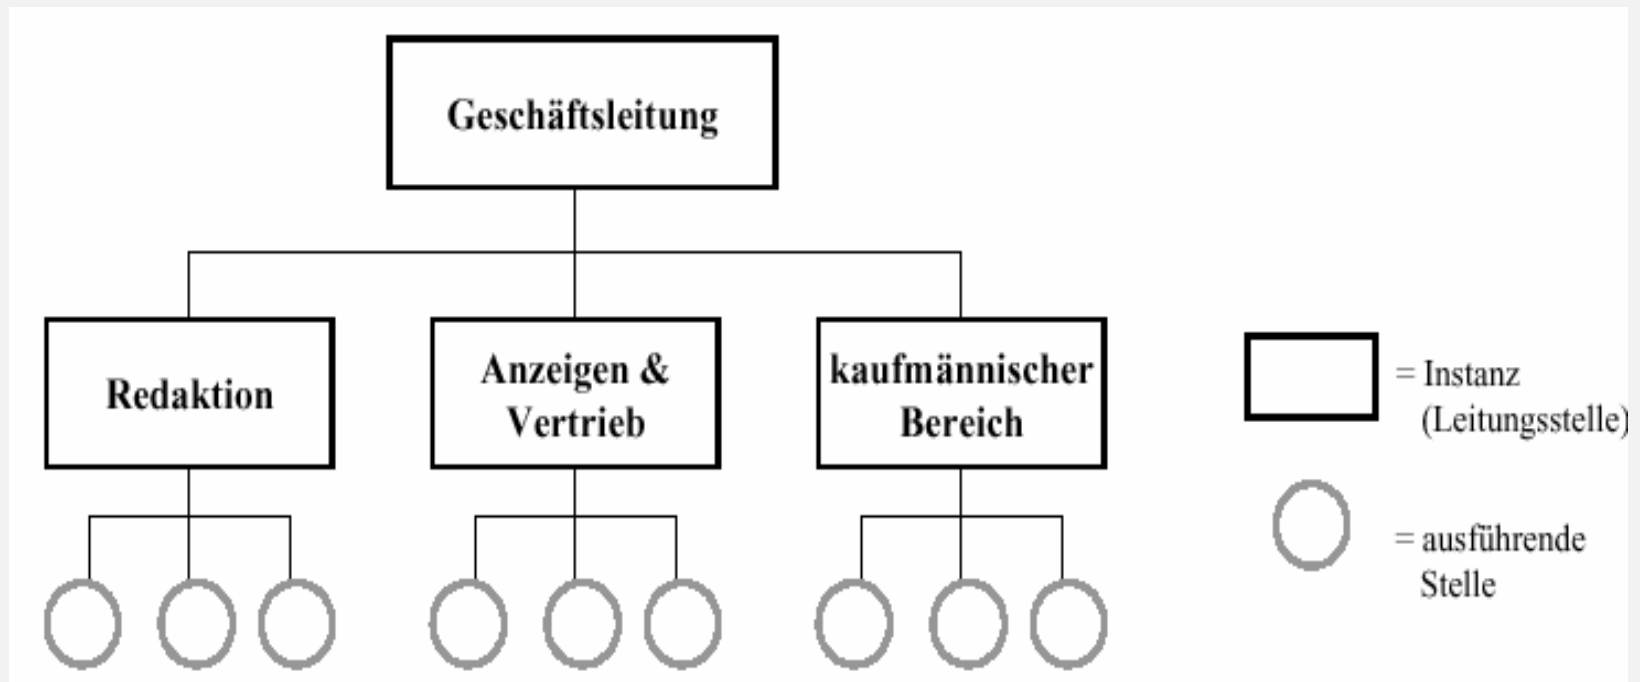 Geschäftsleitung
Redaktion
Anzeigen &
Vertrieb
kaufmännischer
Bereich
= Instanz
(Leitungsstelle)
= ausführende
Stelle